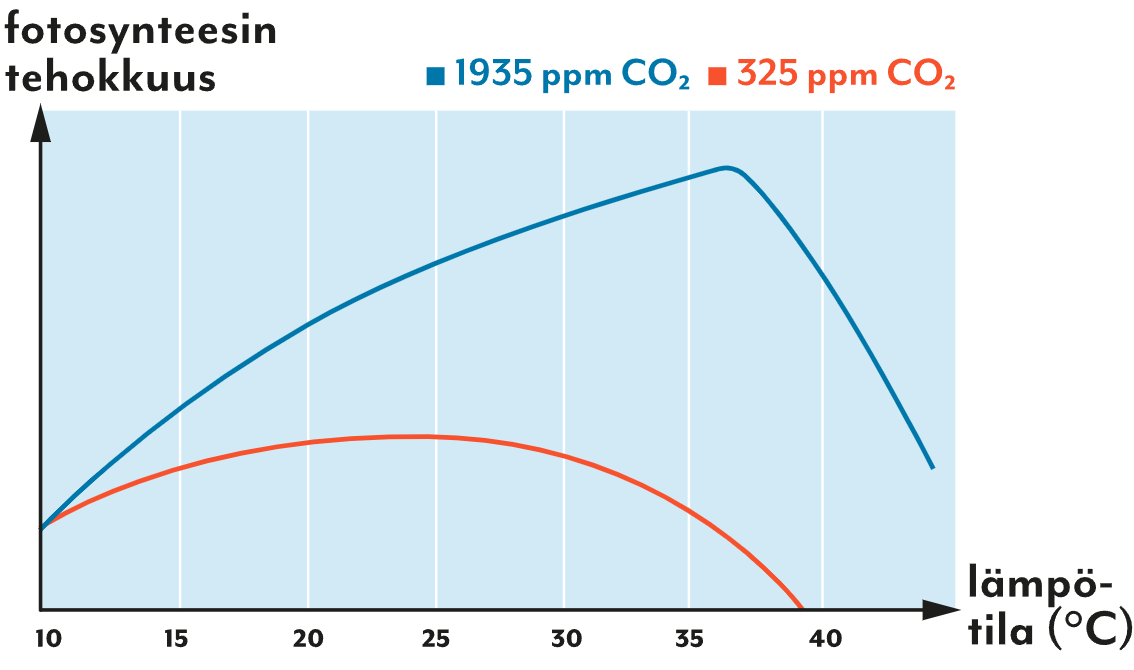 fotosynteesin
tehokkuus
1935 ppm CO₂ 325 ppm CO₂
10 15 20 25 30 35 40
lämpö-
tila (°C)